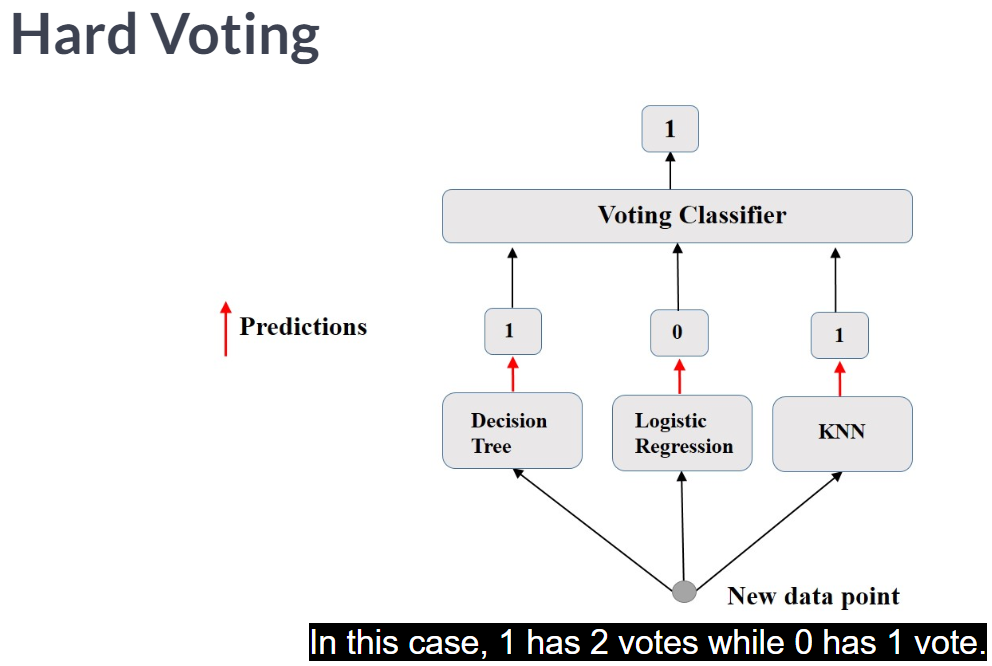 Hard Voting
1
Voting Classifier
Predictions
1
0
1
Decision
Tree
Logistic
Regression
KNN
New data point
In this case, 1 has 2 votes while 0 has 1 vote.